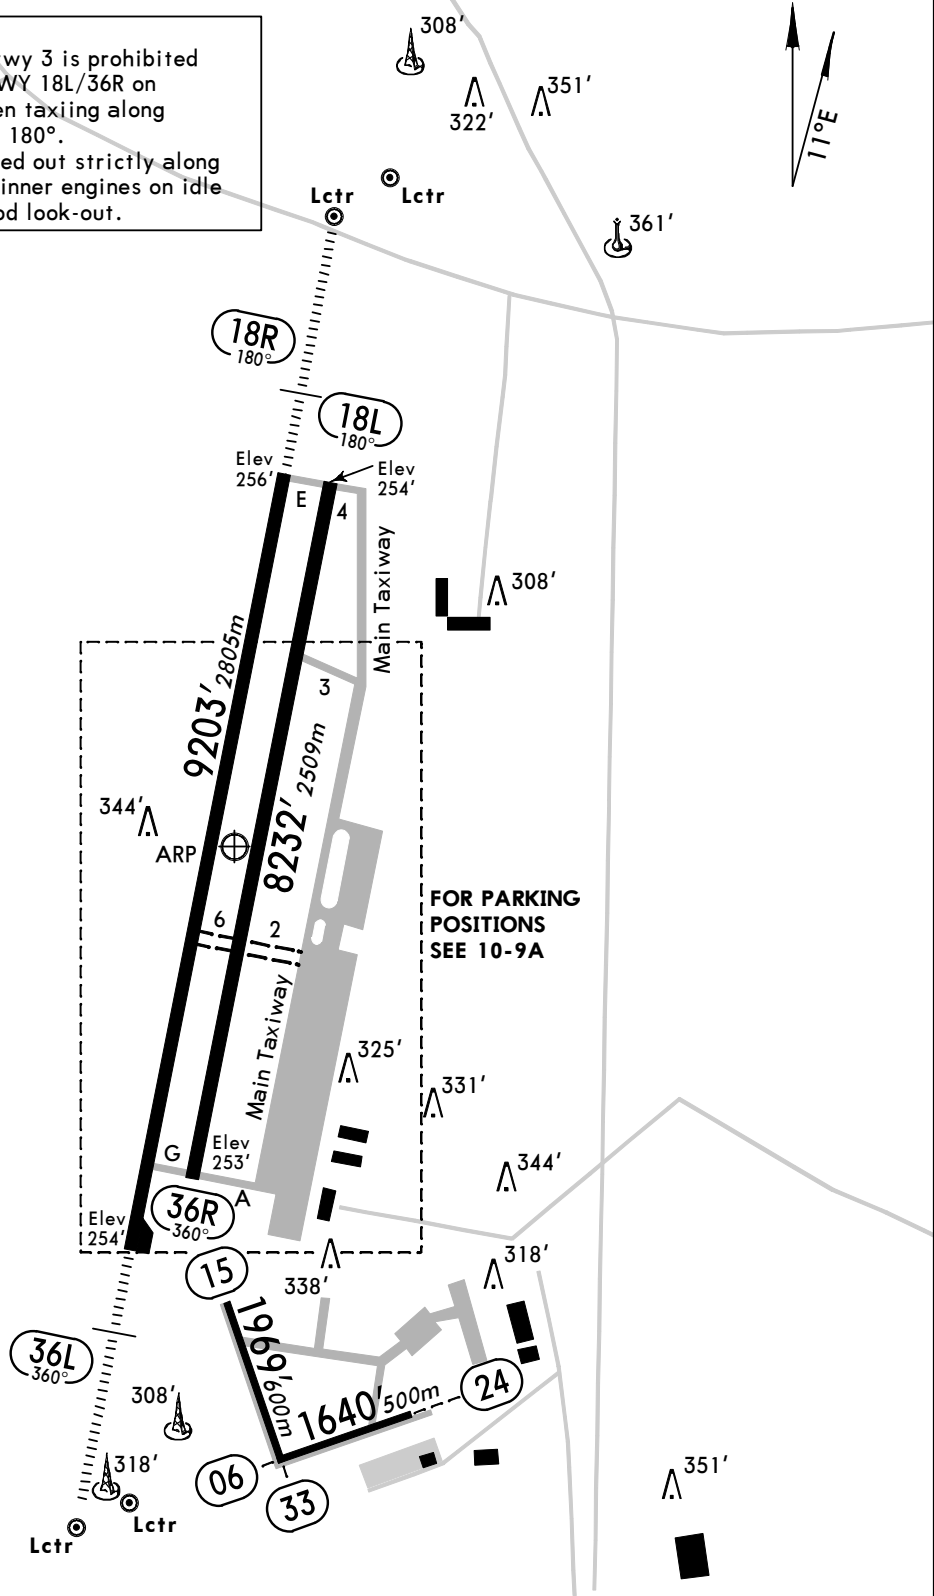 wy 3 is prohibited
WY 18L/36R on
en taxiing along
180°.
ed out strictly along
inner engines on idle
od look-out.
308'
322'
351'
11°E
Lctr
Lctr
361'
18R
180°
18L
180°
Elev
256'
Elev
254'
E
4
Main Taxiway
308'
3
9203' 2805m
8232' 2509m
344'
ARP
FOR PARKING
POSITIONS
SEE 10-9A
6
2
Main Taxiway
325'
331'
G
Elev
253'
344'
A
36R
360°
Elev
254'
15
338'
318'
1969' 600m
36L
360°
1640' 500m
24
308'
318'
06
33
351'
Lctr
Lctr